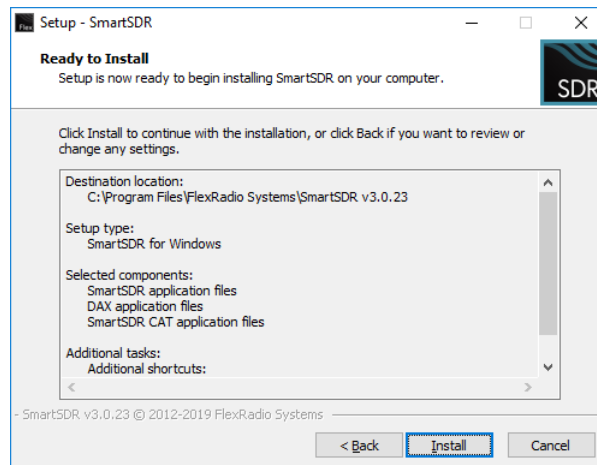 Flex
Setup - SmartSDR
Ready to Install
Setup is now ready to begin installing SmartSDR on your computer.
SDR
Click Install to continue with the installation, or click Back if you want to review or
change any settings.
Destination location:
C:\Program Files\FlexRadio Systems\SmartSDR v3.0.23
Setup type:
SmartSDR for Windows
Selected components:
SmartSDR application files
DAX application files
SmartSDR CAT application files
Additional tasks:
Additional shortcuts:
- SmartSDR v3.0.23 © 2012-2019 FlexRadio Systems
< Back Install Cancel